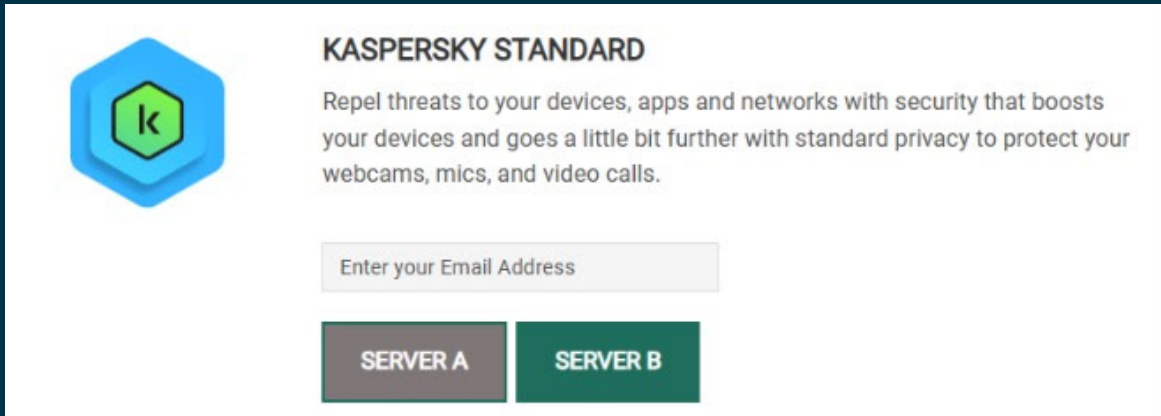 KASPERSKY STANDARD
Repel threats to your devices, apps and networks with security that boosts
your devices and goes a little bit further with standard privacy to protect your
webcams, mics, and video calls.
Enter your Email Address
SERVER A SERVER B